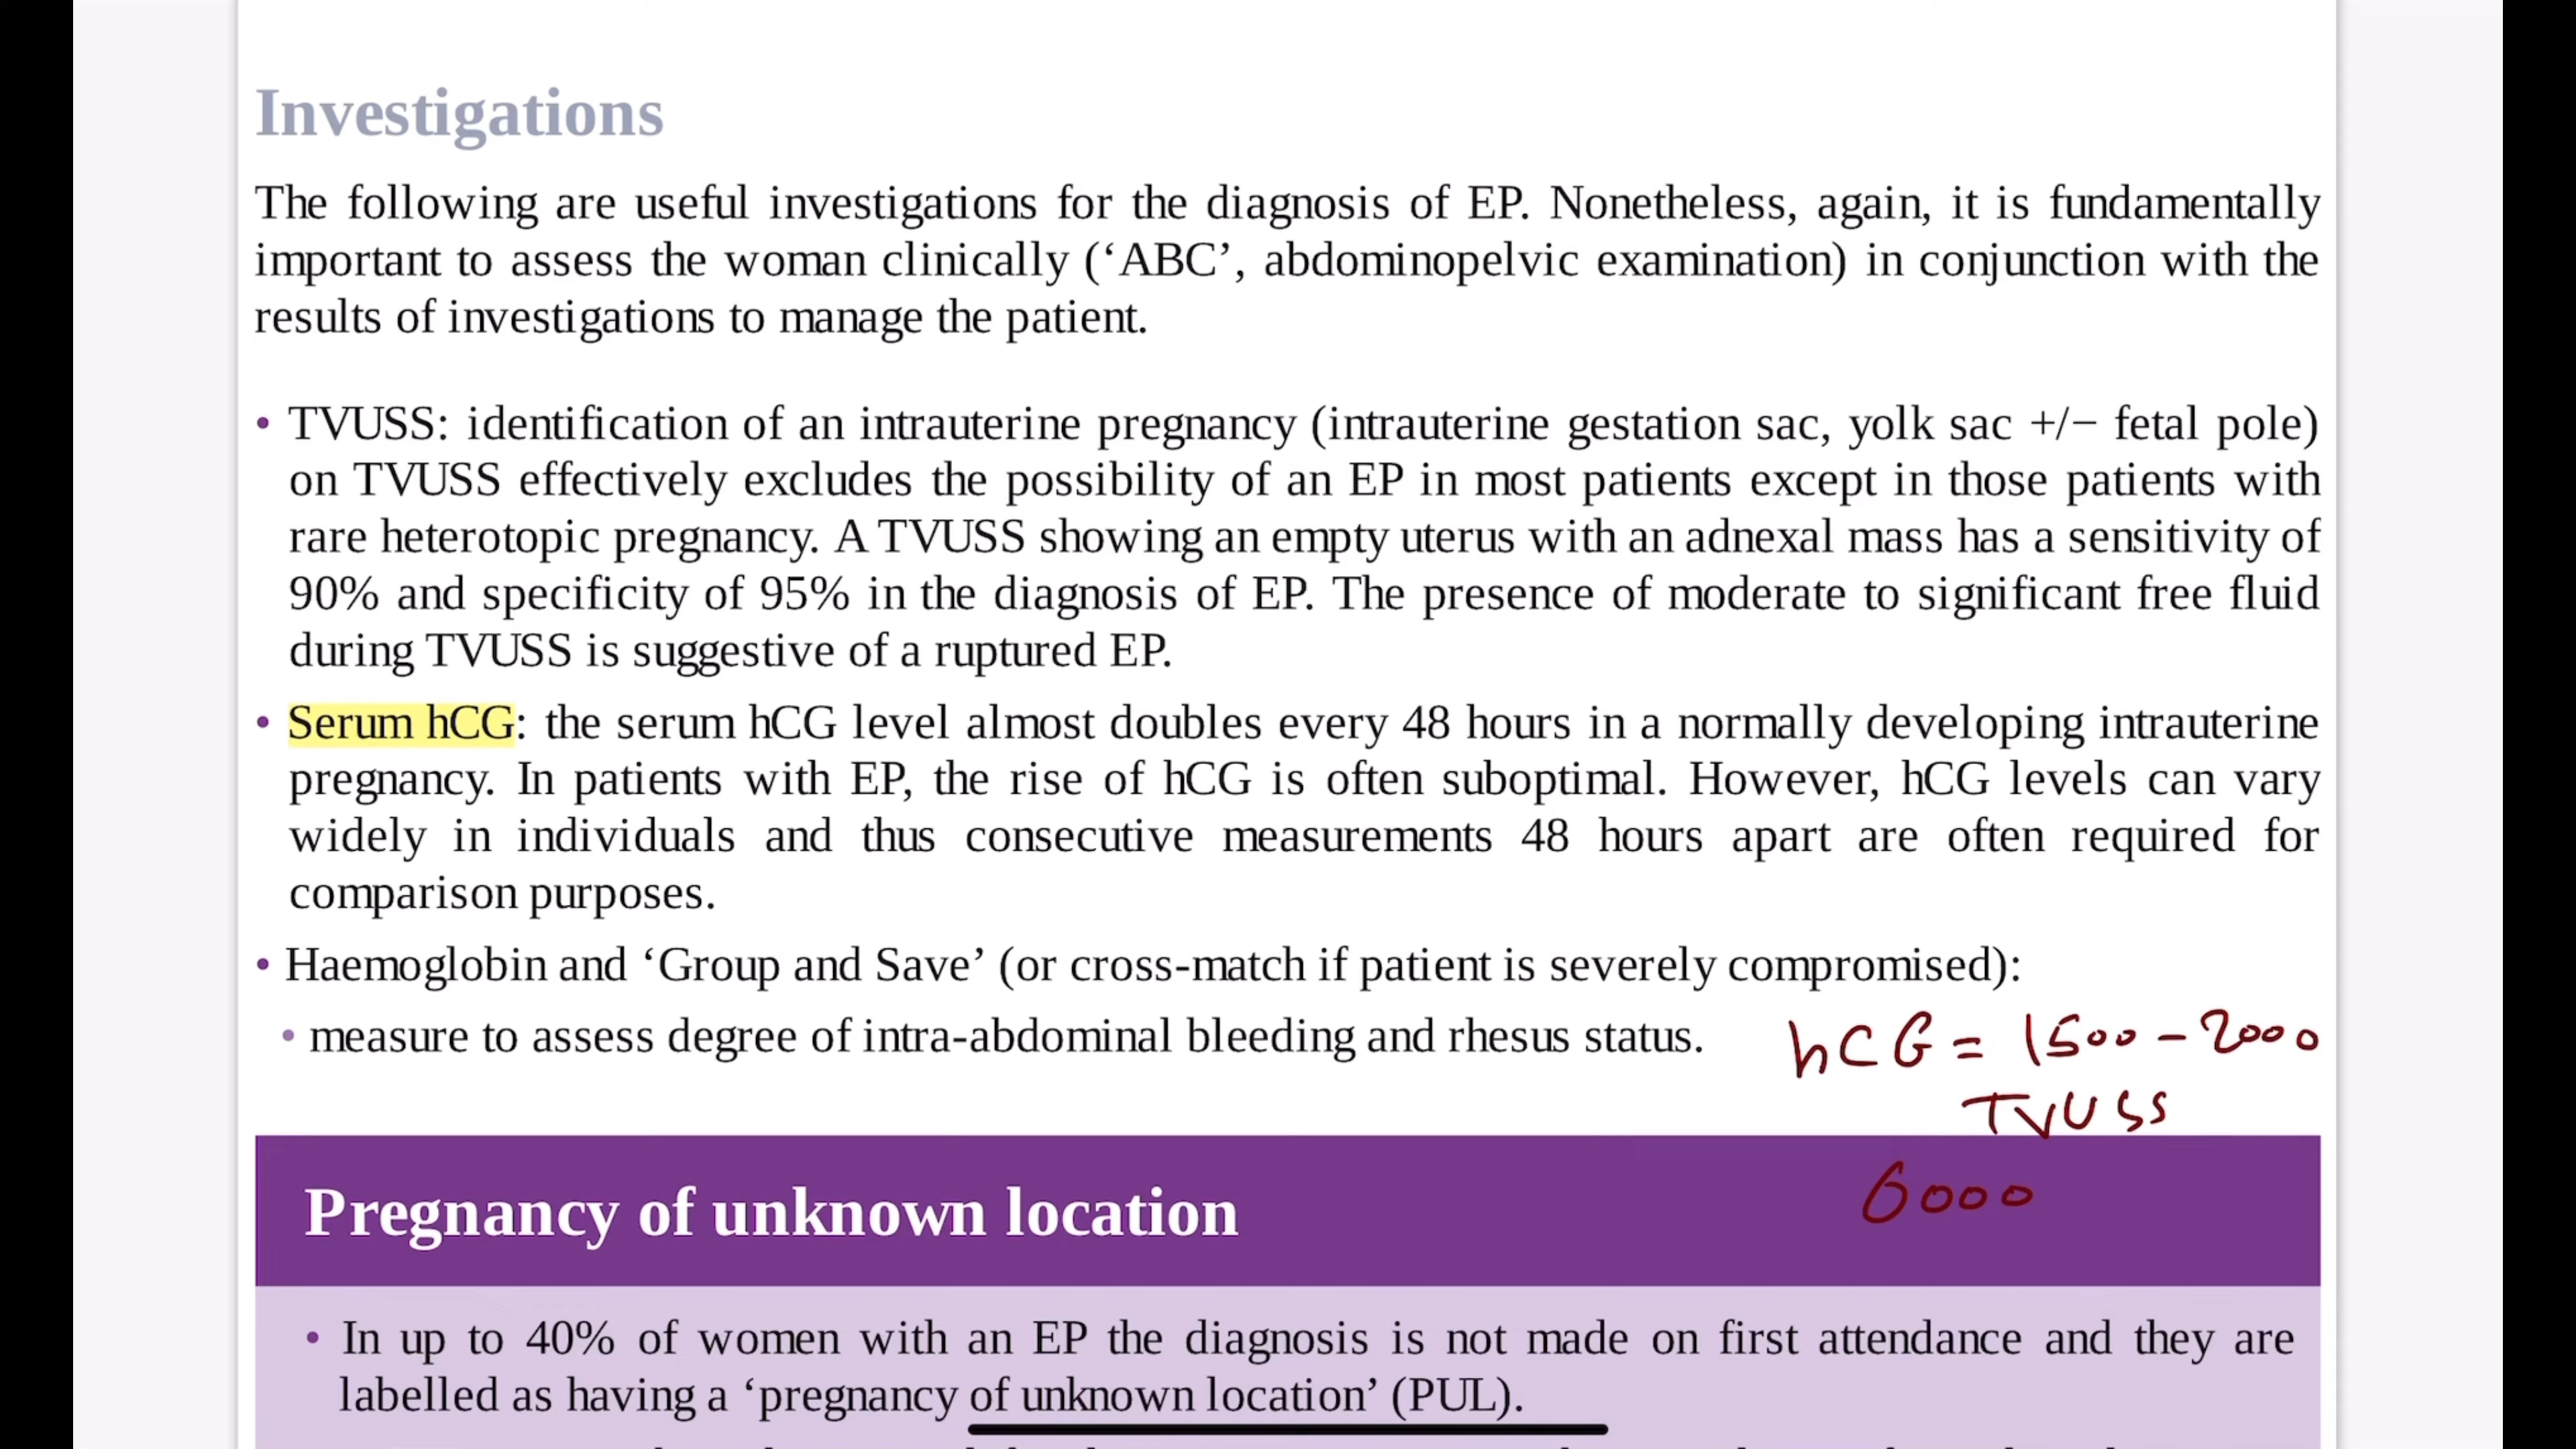 Investigations
The following are useful investigations for the diagnosis of EP. Nonetheless, again, it is fundamentally
important to assess the woman clinically (‘ABC’, abdominopelvic examination) in conjunction with the
results of investigations to manage the patient.
• TVUSS: identification of an intrauterine pregnancy (intrauterine gestation sac, yolk sac +/− fetal pole)
on TVUSS effectively excludes the possibility of an EP in most patients except in those patients with
rare heterotopic pregnancy. A TVUSS showing an empty uterus with an adnexal mass has a sensitivity of
90% and specificity of 95% in the diagnosis of EP. The presence of moderate to significant free fluid
during TVUSS is suggestive of a ruptured EP.
• Serum hCG: the serum hCG level almost doubles every 48 hours in a normally developing intrauterine
pregnancy. In patients with EP, the rise of hCG is often suboptimal. However, hCG levels can vary
widely in individuals and thus consecutive measurements 48 hours apart are often required for
comparison purposes.
• Haemoglobin and ‘Group and Save’ (or cross-match if patient is severely compromised):
• measure to assess degree of intra-abdominal bleeding and rhesus status.
hCG = 1500 - 2000
TVUSS
6000
Pregnancy of unknown location
• In up to 40% of women with an EP the diagnosis is not made on first attendance and they are
labelled as having a ‘pregnancy of unknown location’ (PUL).